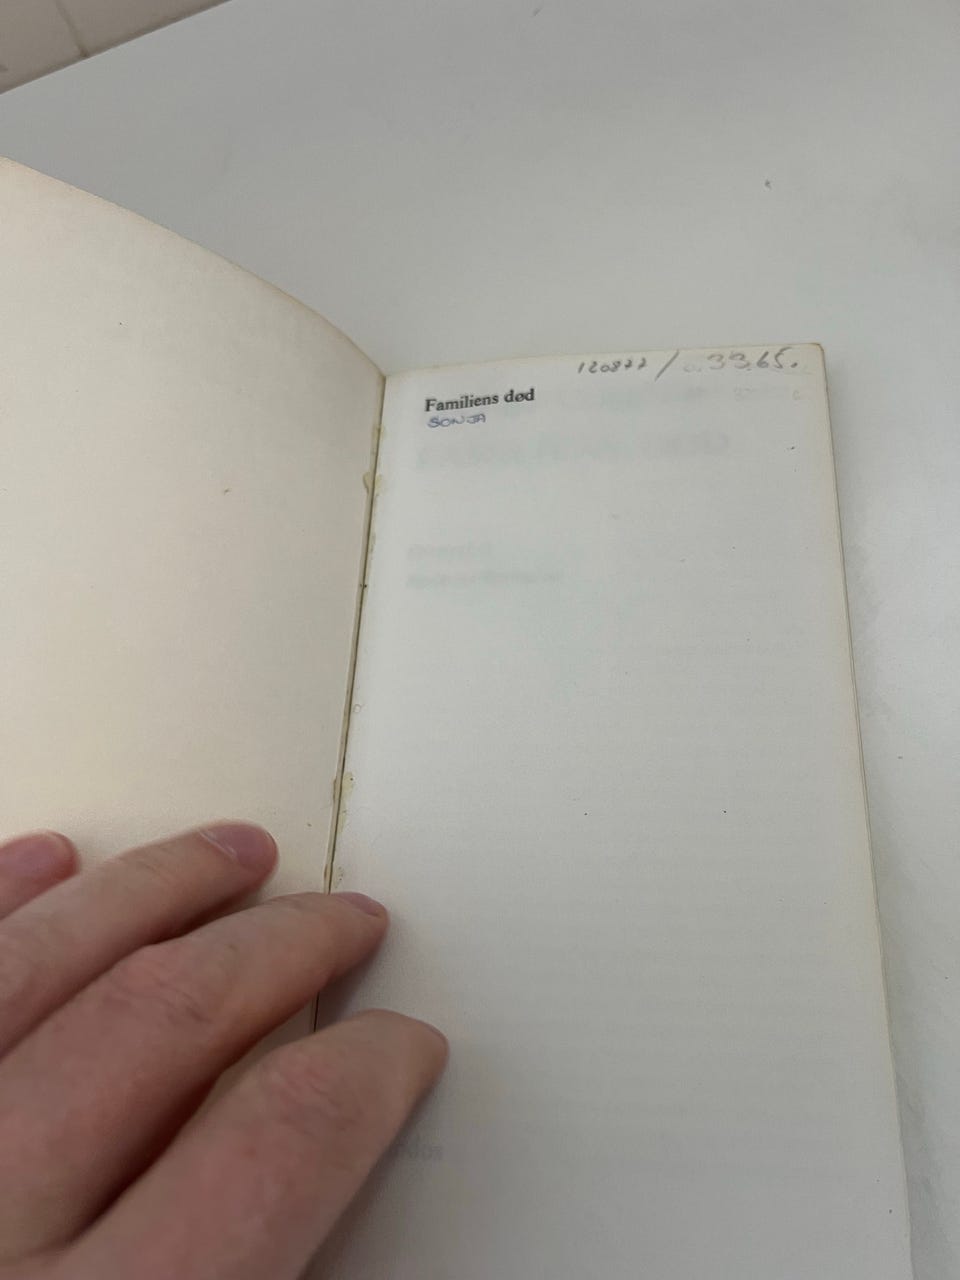 120877 / 33.65.
Familiens død
SONJA